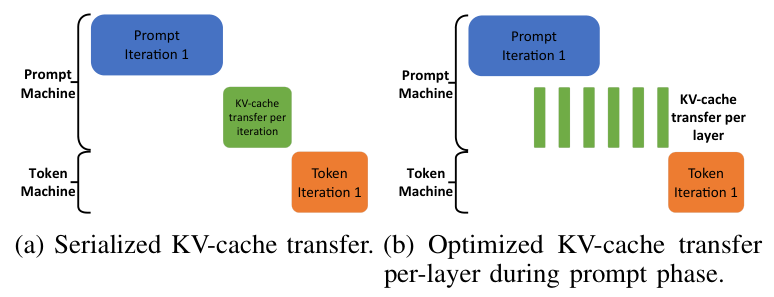 Prompt
Iteration 1
Prompt
Machine
KV-cache
transfer per
iteration
Token
Machine
Token
Iteration 1
(a) Serialized KV-cache transfer.
Prompt
Iteration 1
Prompt
Machine
KV-cache
transfer per
layer
Token
Machine
Token
Iteration 1
(b) Optimized KV-cache transfer
per-layer during prompt phase.